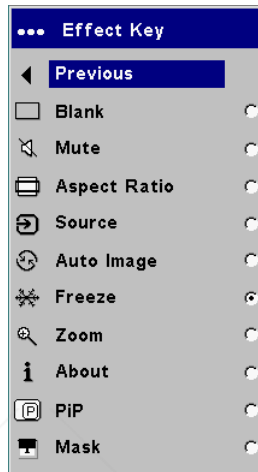 Effect Key
Previous
Blank
Mute
Aspect Ratio
Source
Auto Image
Freeze
Zoom
About
PiP
Mask